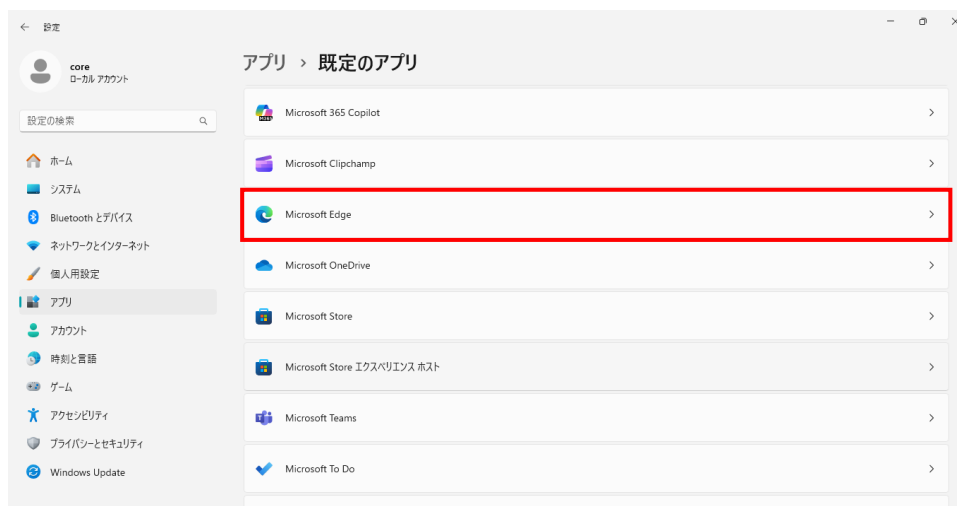 設定
core
ローカル アカウント
設定の検索
ホーム
システム
Bluetooth とデバイス
ネットワークとインターネット
個人用設定
アプリ
アカウント
時刻と言語
ゲーム
アクセシビリティ
プライバシーとセキュリティ
Windows Update
アプリ › 既定のアプリ
Microsoft 365 Copilot
Microsoft Clipchamp
Microsoft Edge
Microsoft OneDrive
Microsoft Store
Microsoft Store エクスペリエンス ホスト
Microsoft Teams
Microsoft To Do